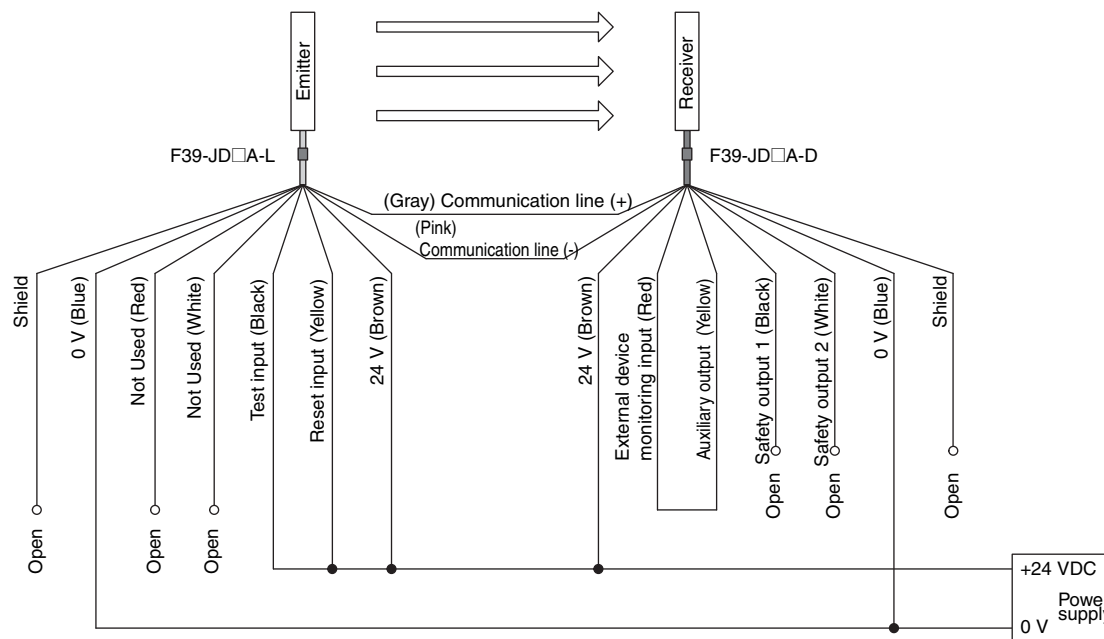 Emitter
Receiver
F39-JD□A-L
F39-JD□A-D
(Gray) Communication line (+)
(Pink)
Communication line (-)
Shield
0 V (Blue)
Not Used (Red)
Not Used (White)
Test input (Black)
Reset input (Yellow)
24 V (Brown)
24 V (Brown)
External device
monitoring input (Red)
Auxiliary output (Yellow)
Safety output 1 (Black)
Safety output 2 (White)
0 V (Blue)
Shield
Open
Open
Open
Open
Open
Open
+24 VDC
Power
supply
0 V